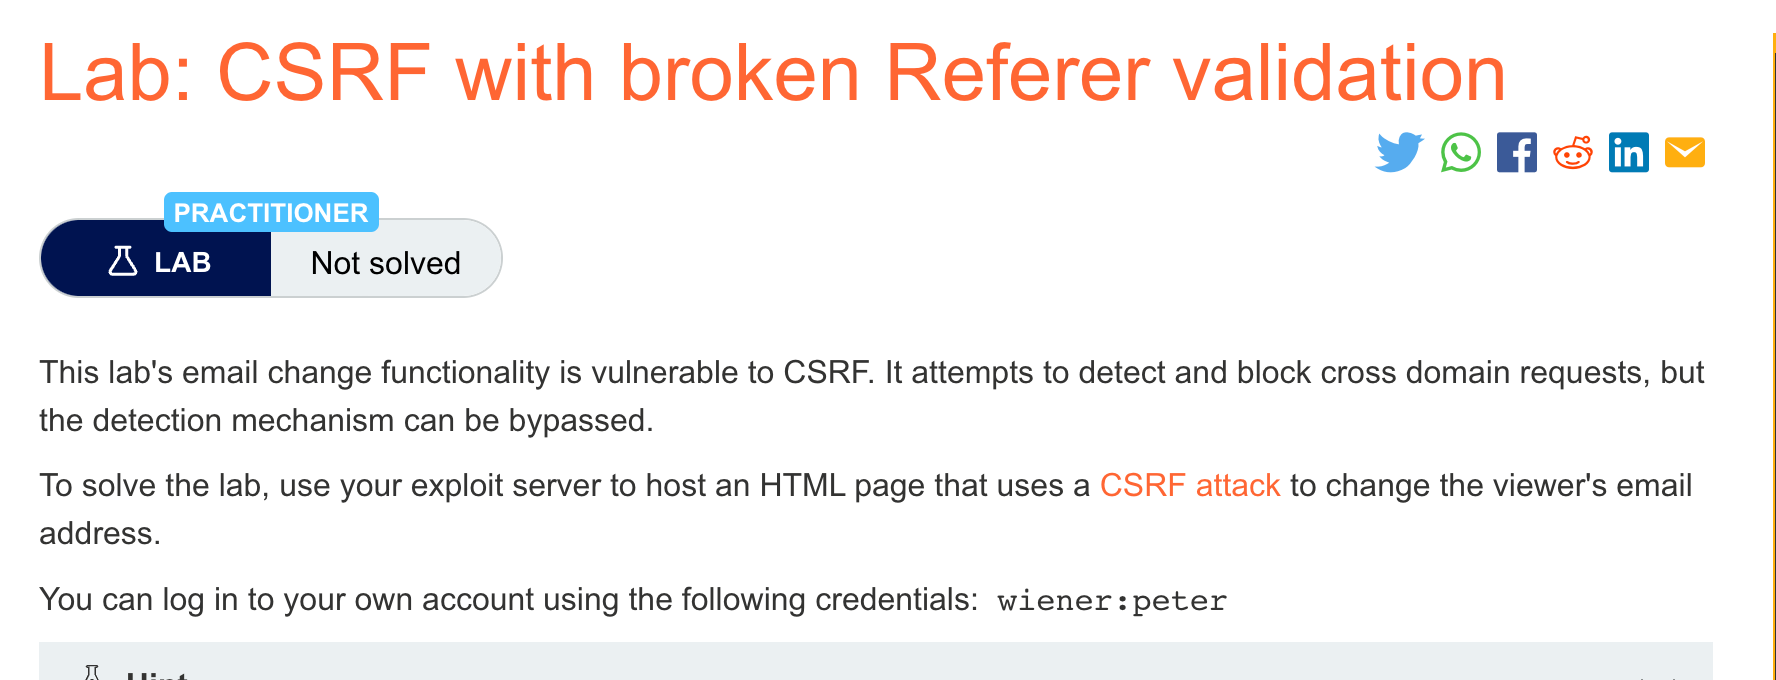 Lab: CSRF with broken Referer validation
PRACTITIONER
LAB
Not solved
This lab's email change functionality is vulnerable to CSRF. It attempts to detect and block cross domain requests, but
the detection mechanism can be bypassed.
To solve the lab, use your exploit server to host an HTML page that uses a CSRF attack to change the viewer's email
address.
You can log in to your own account using the following credentials: wiener:peter
Hint